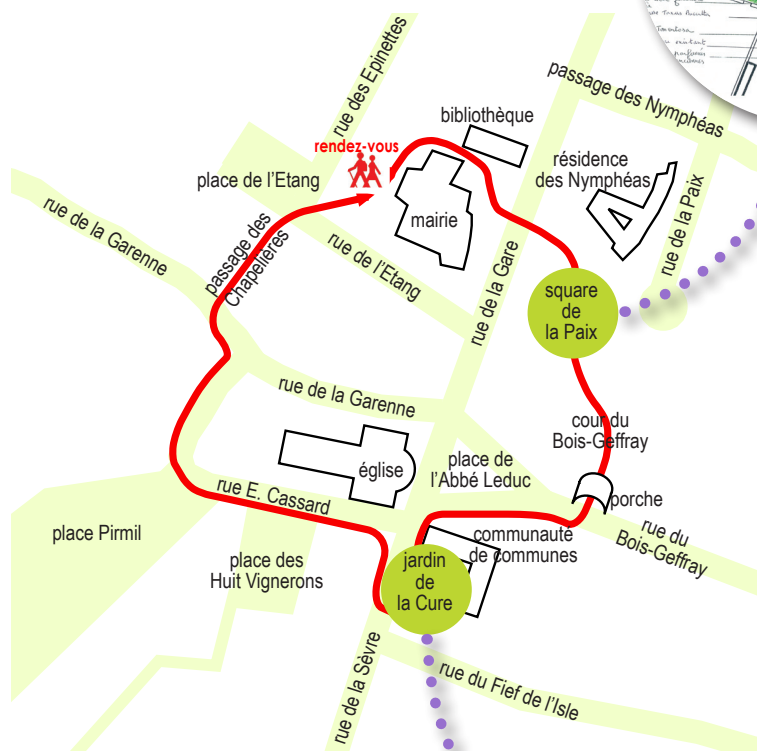 rue des Epinettes
passage des Nymphéas
bibliothèque
rendez-vous
place de l'Etang
résidence
des Nymphéas
mairie
rue de la Paix
rue de la Garenne
passage des
Chapelières
rue de l'Etang
rue de la Gare
square
de
la Paix
rue de la Garenne
cour du
Bois-Geffray
église
place de
l'Abbé Leduc
porche
rue E. Cassard
place Pirmil
communauté
de communes
rue du
Bois-Geffray
place des
Huit Vignerons
jardin
de
la Cure
rue de la Sèvre
rue du Fief de l'Isle